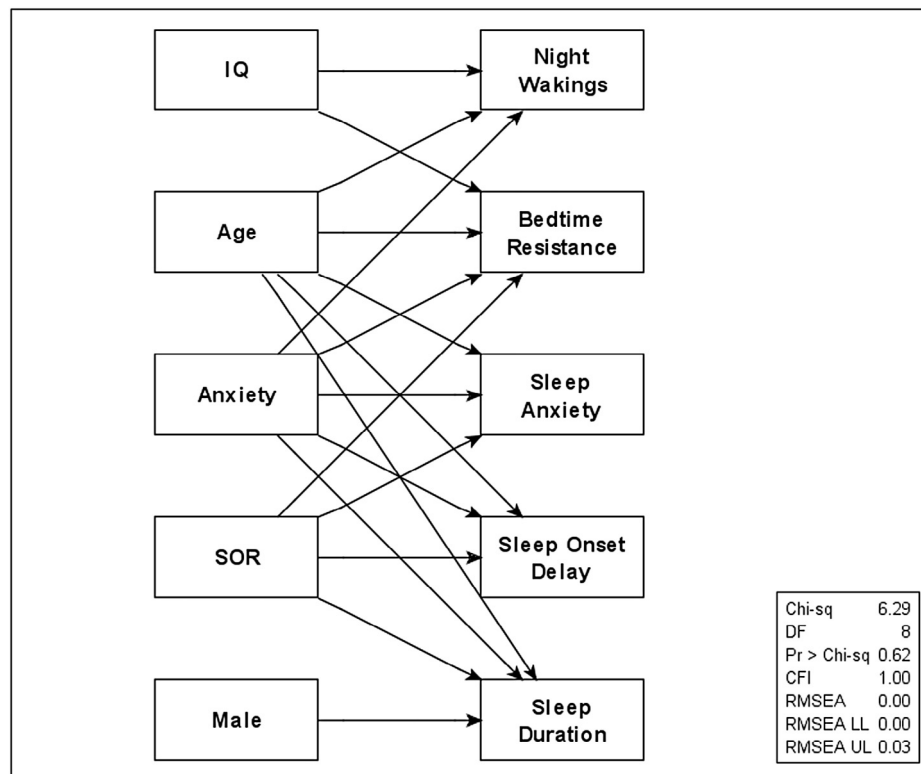 IQ
Night
Wakings
Age
Bedtime
Resistance
Anxiety
Sleep
Anxiety
SOR
Sleep Onset
Delay
Male
Sleep
Duration
Chi-sq 6.29
DF 8
Pr > Chi-sq 0.62
CFI 1.00
RMSEA 0.00
RMSEA LL 0.00
RMSEA UL 0.03